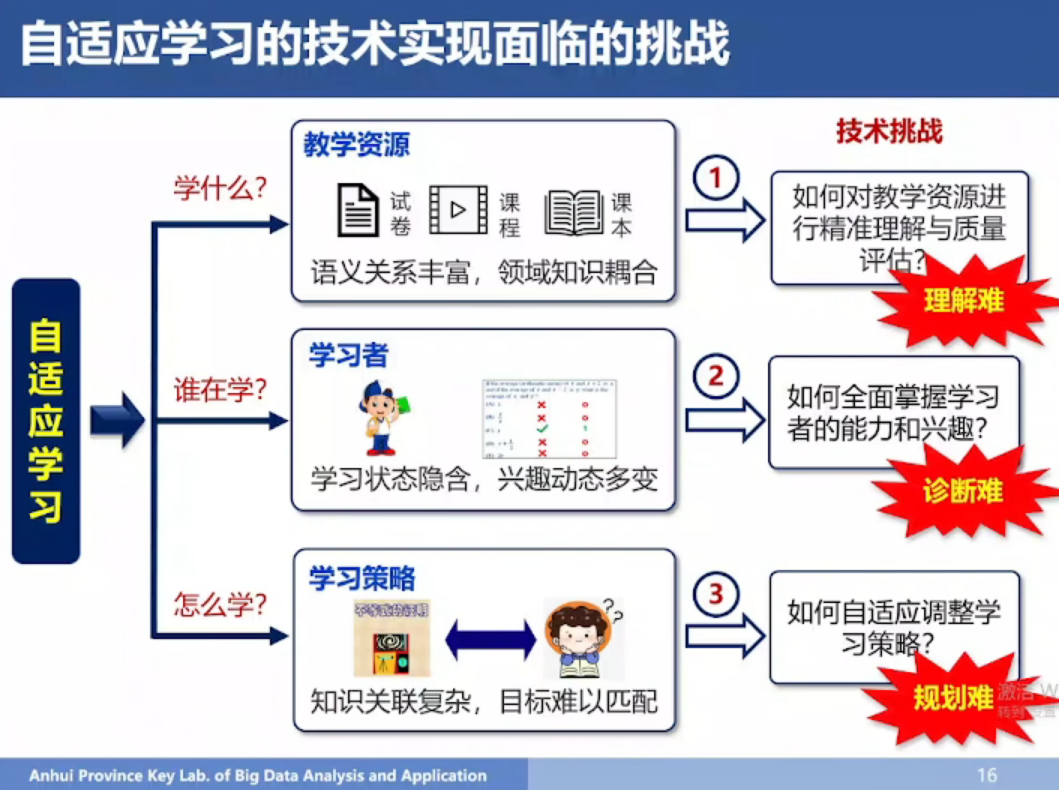 自适应学习的技术实现面临的挑战
技术挑战
自适应学习
学什么?
教学资源
试卷
课程
课本
语义关系丰富，领域知识耦合
1
如何对教学资源进
行精准理解与质量
评估?
理解难
谁在学?
学习者
学习状态隐含，兴趣动态多变
2
如何全面掌握学习
者的能力和兴趣?
诊断难
怎么学?
学习策略
??
知识关联复杂，目标难以匹配
3
如何自适应调整学
习策略?
规划难
激活 W
转到
Anhui Province Key Lab. of Big Data Analysis and Application
16